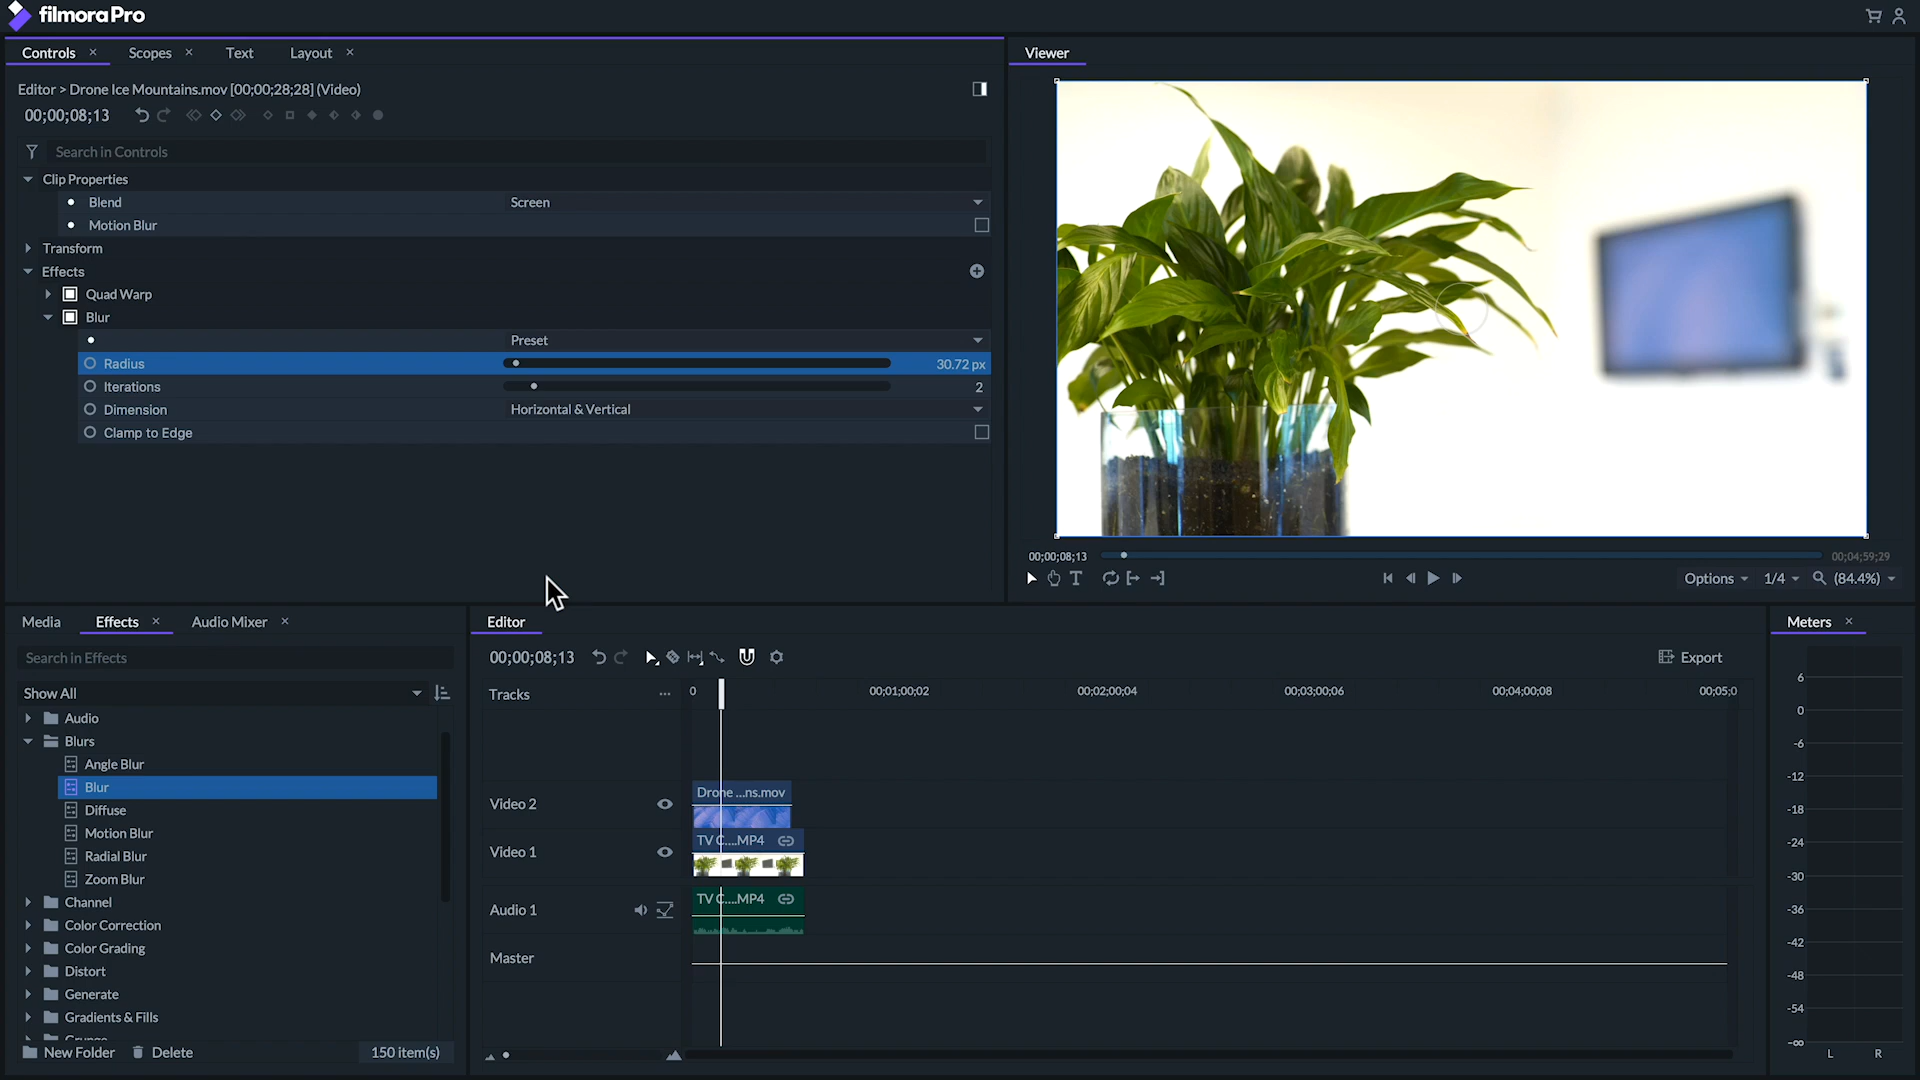 filmoraPro
Controls × Scopes × Text Layout ×
Viewer
Editor > Drone Ice Mountains.mov [00;00;28;28] (Video)
00;00;08;13
Search in Controls
Clip Properties
Blend Screen
Motion Blur
Transform
Effects
Quad Warp
Blur
Preset
Radius 30.72 px
Iterations 2
Dimension Horizontal & Vertical
Clamp to Edge
00;00;08;13 00;04;59;29
Options 1/4 (84.4%)
Media Effects × Audio Mixer ×
Editor
Meters ×
Search in Effects
00;00;08;13
Export
Show All
Tracks ... 0 00;01;00;02 00;02;00;04 00;03;00;06 00;04;00;08 00;05;0
Audio
Blurs
Angle Blur
Blur
Diffuse
Motion Blur
Radial Blur
Zoom Blur
Channel
Color Correction
Color Grading
Distort
Generate
Gradients & Fills
New Folder Delete 150 item(s)
Drone ...ns.mov
Video 2
TV C....MP4
Video 1
TV C....MP4
Audio 1
Master
6
0
-6
-12
-18
-24
-30
-36
-42
-48
-54
-∞
L R